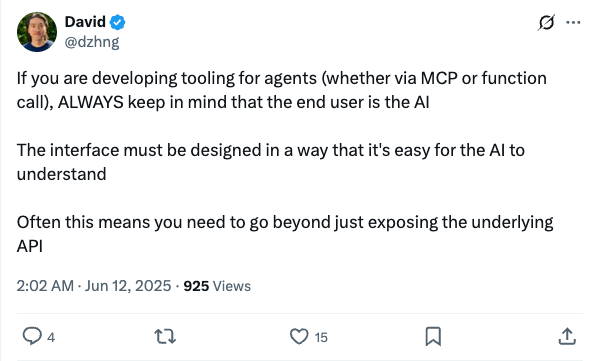 David
@dzhng
If you are developing tooling for agents (whether via MCP or function
call), ALWAYS keep in mind that the end user is the AI
The interface must be designed in a way that it's easy for the AI to
understand
Often this means you need to go beyond just exposing the underlying
API
2:02 AM · Jun 12, 2025 · 925 Views
4 15